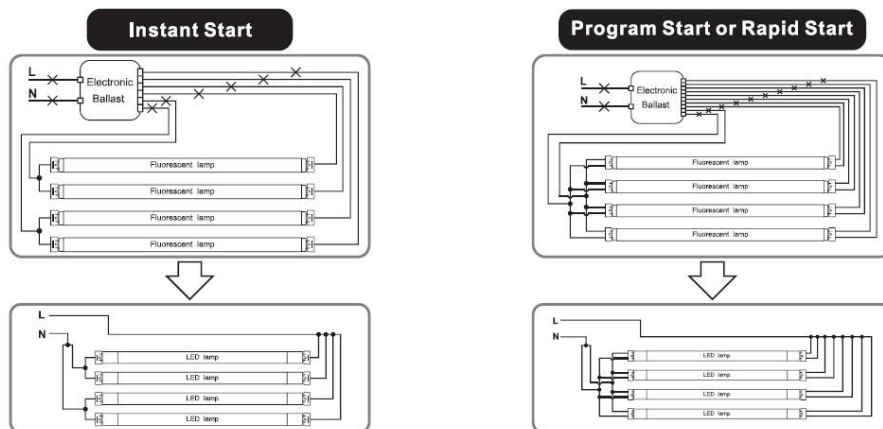 Instant Start
L
N
Electronic
Ballast
Fluorescent lamp
Fluorescent lamp
Fluorescent lamp
Fluorescent lamp
L
N
LED lamp
LED lamp
LED lamp
LED lamp
Program Start or Rapid Start
L
N
Electronic
Ballast
Fluorescent lamp
Fluorescent lamp
Fluorescent lamp
Fluorescent lamp
L
N
LED lamp
LED lamp
LED lamp
LED lamp